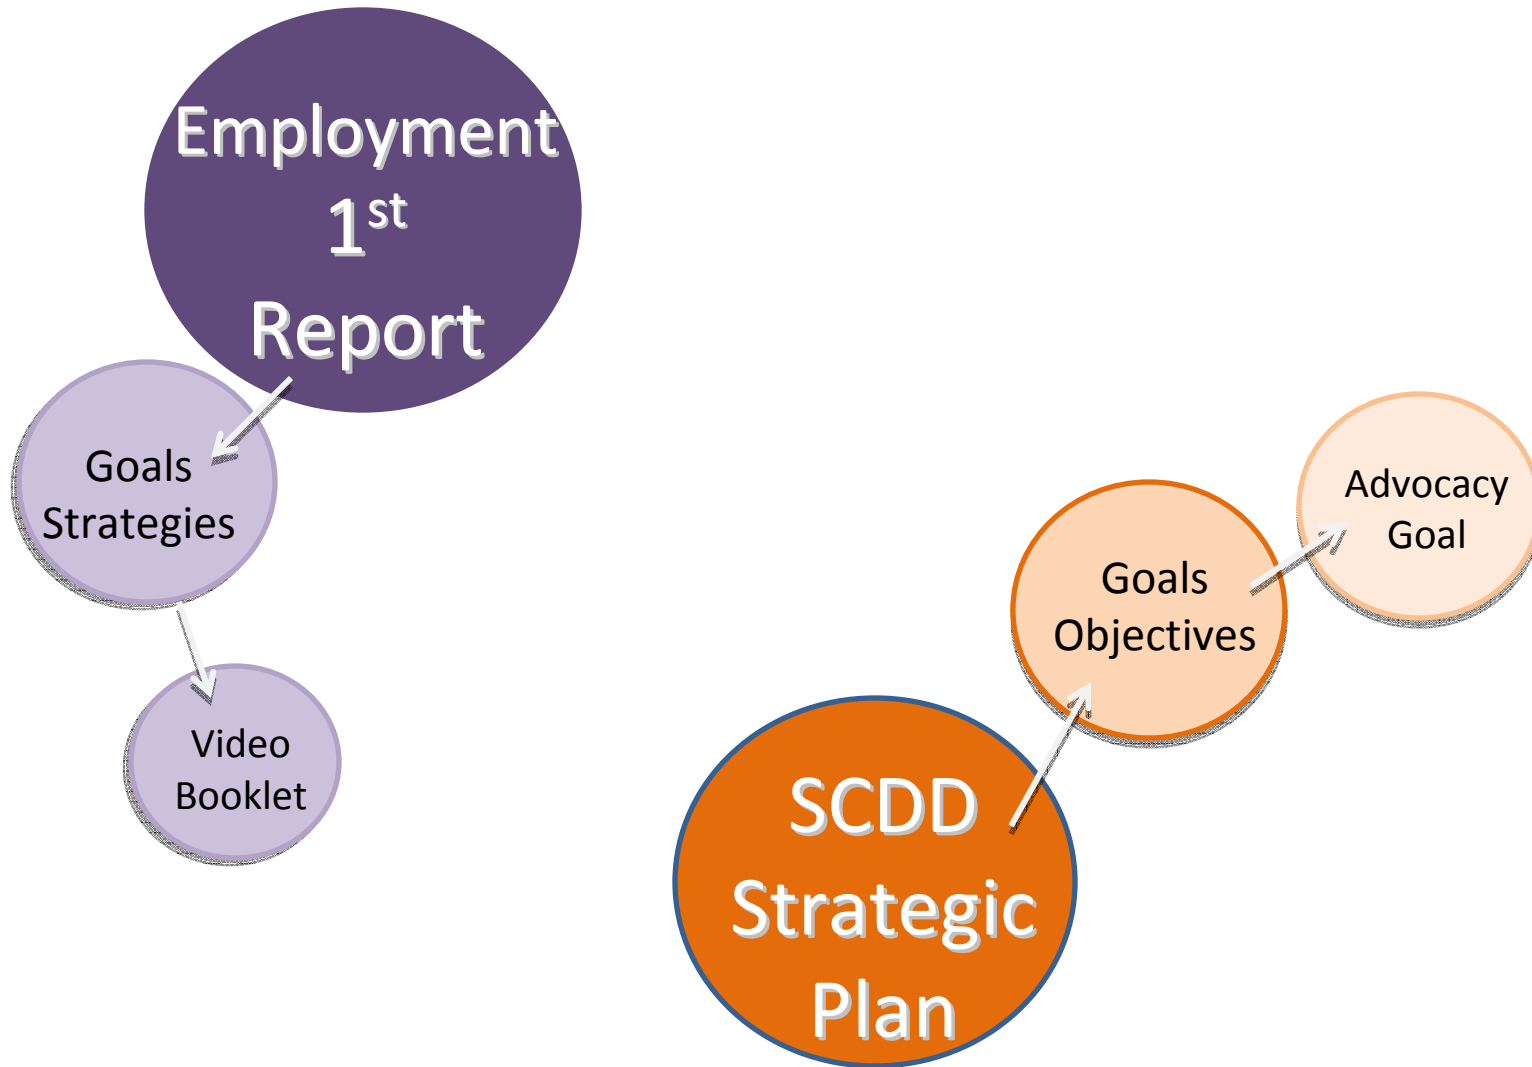 Employment
1st
Report
Goals
Strategies
Video
Booklet
Advocacy
Goal
Goals
Objectives
SCDD
Strategic
Plan